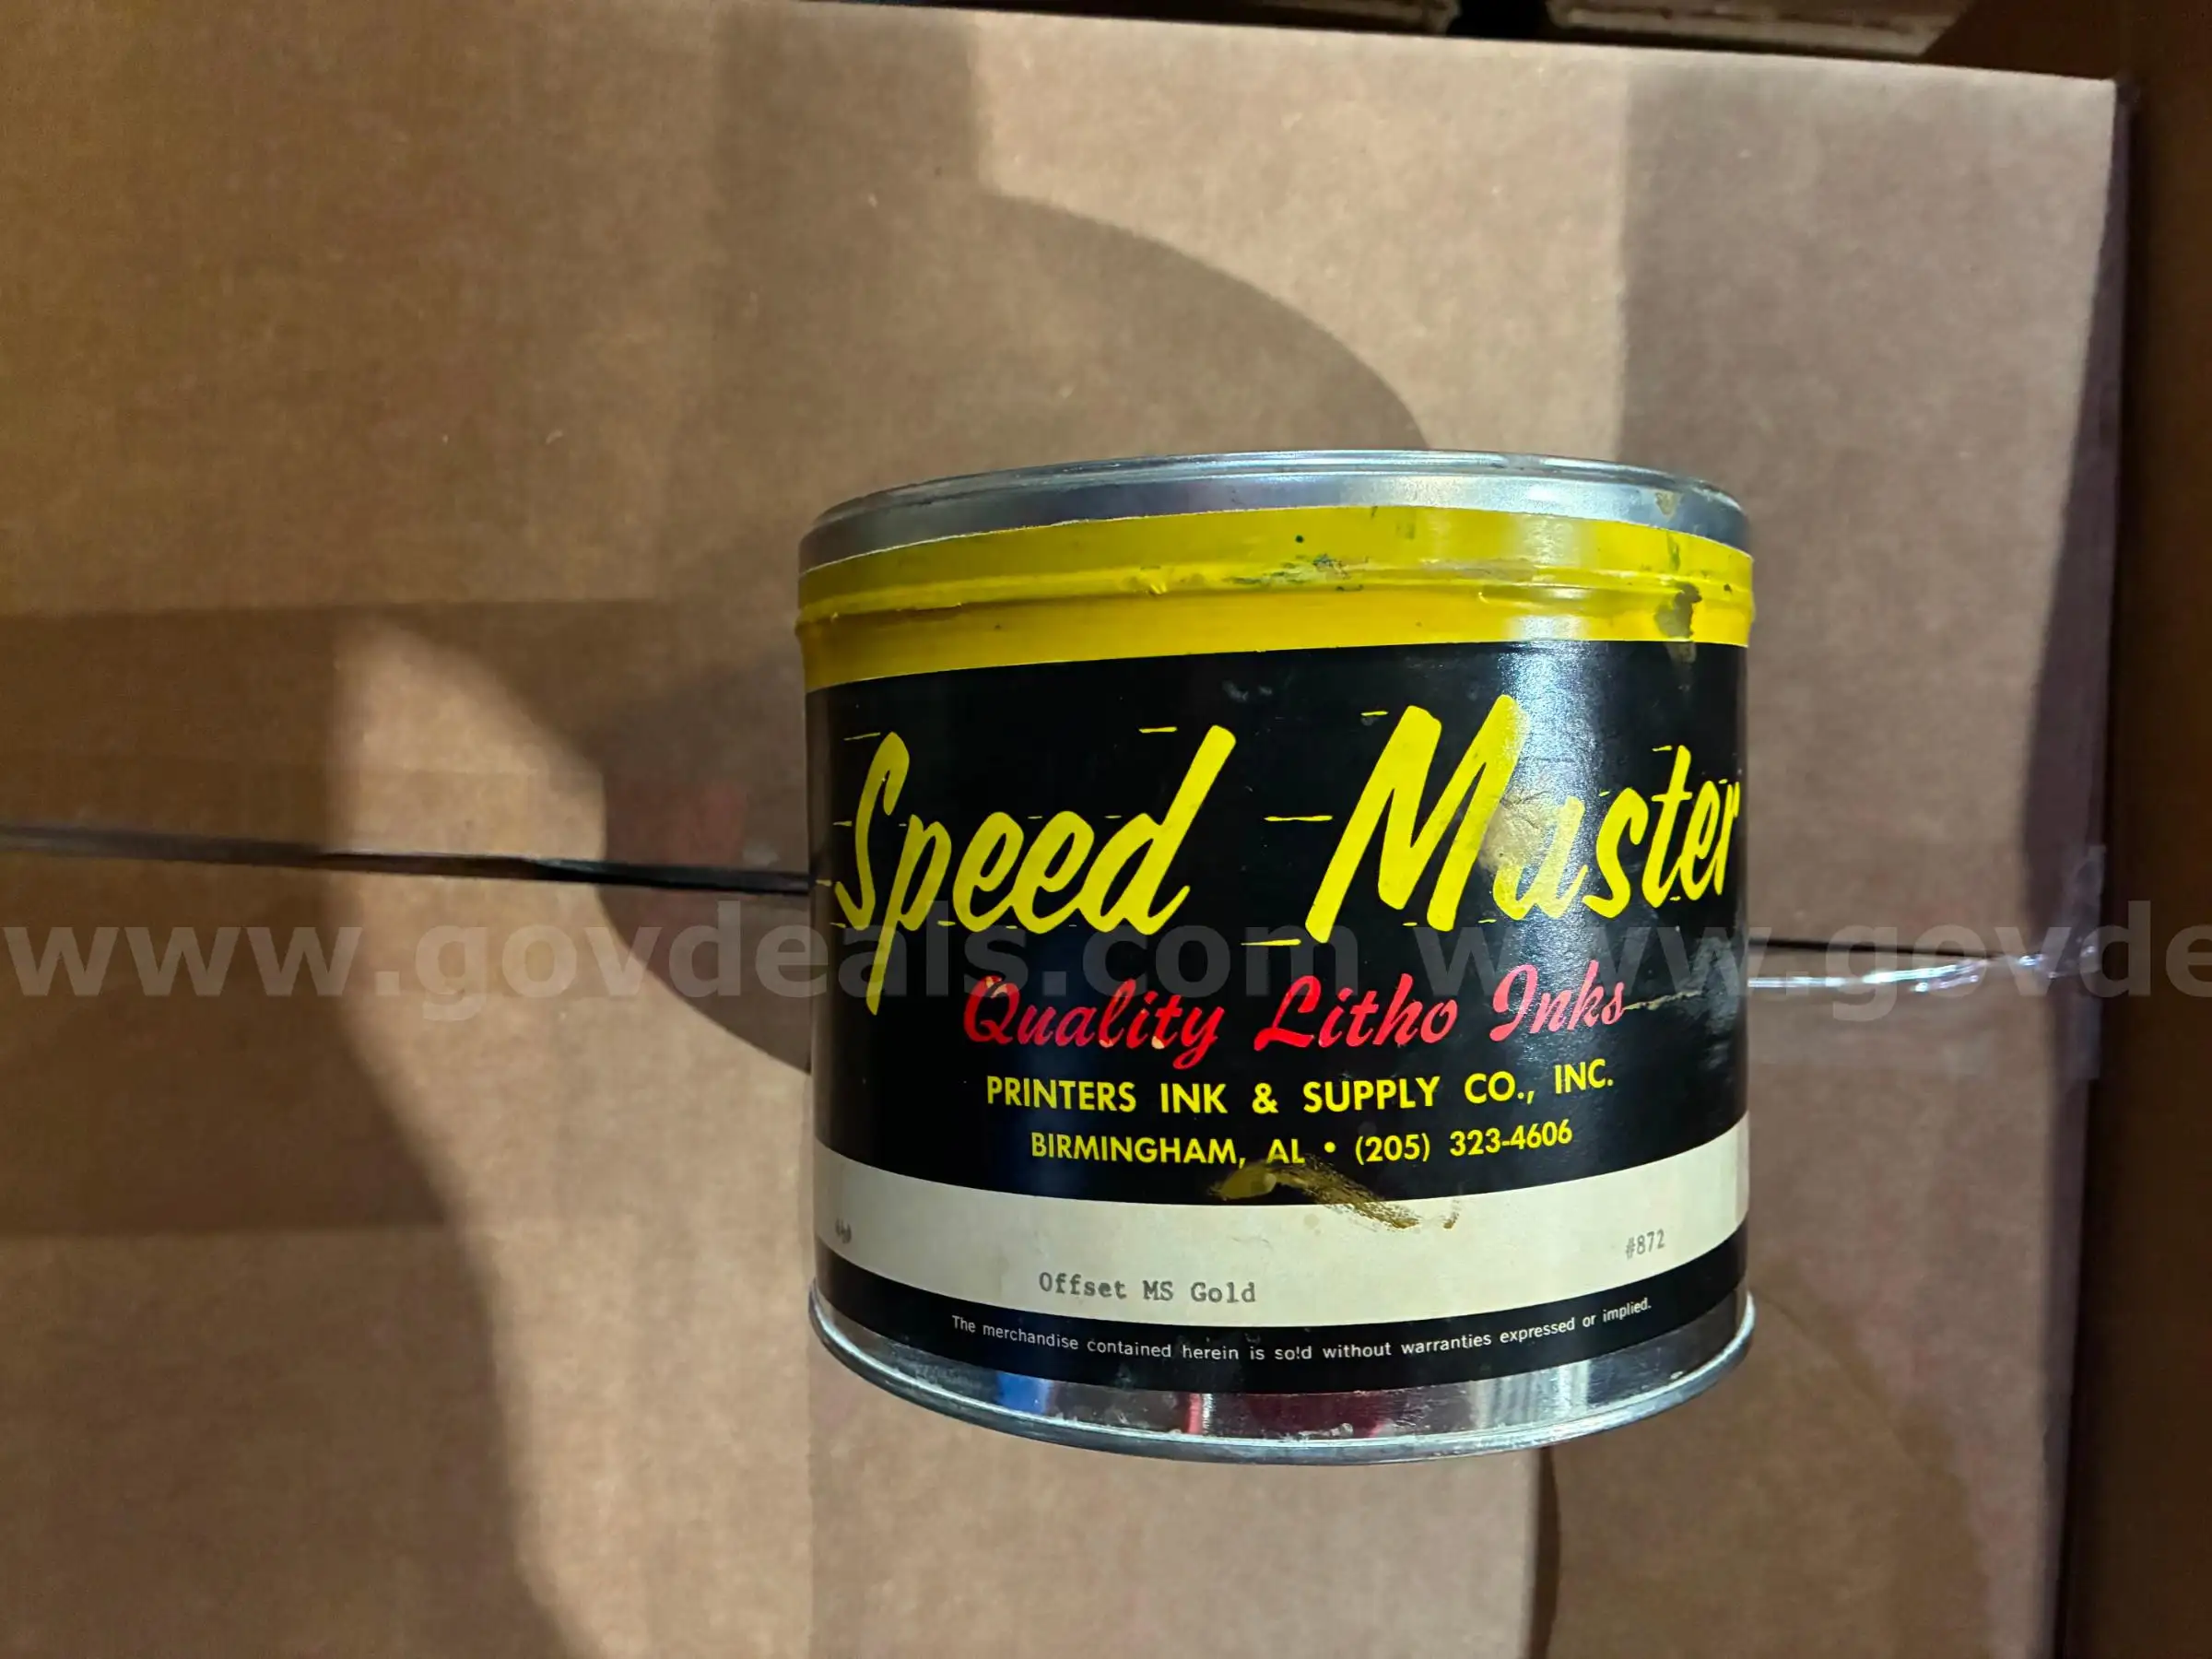 Speed Master
Quality Litho Inks
PRINTERS INK & SUPPLY CO., INC.
BIRMINGHAM, AL • (205) 323-4606
#872
Offset MS Gold
The merchandise contained herein is sold without warranties expressed or implied.
www.govdeals.com www.govde